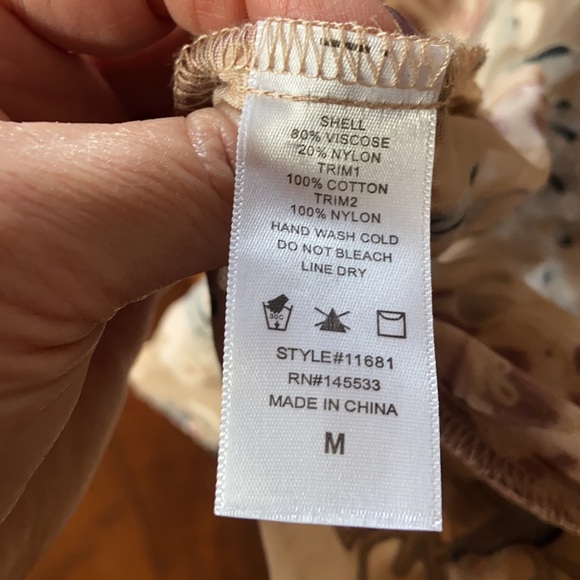 SHELL
80% VISCOSE
20% NYLON
TRIM1
100% COTTON
TRIM2
100% NYLON
HAND WASH COLD
DO NOT BLEACH
LINE DRY
STYLE#11681
RN#145533
MADE IN CHINA
M